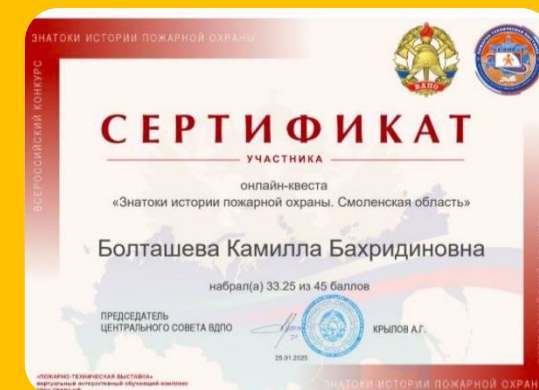 ЗНАТОКИ ИСТОРИИ ПОЖАРНОЙ ОХРАНЫ
ВСЕРОССИЙСКИЙ КОНКУРС
ВДПО
СЕРТИФИКАТ
УЧАСТНИКА
онлайн-квеста
«Знатоки истории пожарной охраны. Смоленская область»
Болташева Камилла Бахридиновна
набрал(а) 33.25 из 45 баллов
ПРЕДСЕДАТЕЛЬ
ЦЕНТРАЛЬНОГО СОВЕТА ВДПО
КРЫЛОВ А.Г.
25.01.2025
«ПОЖАРНО-ТЕХНИЧЕСКАЯ ВЫСТАВКА»
виртуальный интерактивный обучающий комплекс
ЗНАТОКИ ИСТОРИИ ПОЖАРНОЙ ОХРАНЫ